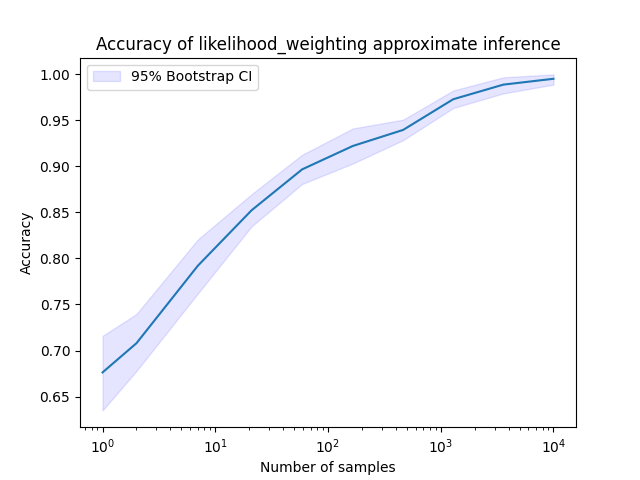 Accuracy of likelihood_weighting approximate inference
95% Bootstrap CI
Accuracy
1.00
0.95
0.90
0.85
0.80
0.75
0.70
0.65
10⁰ 10¹ 10² 10³ 10⁴
Number of samples